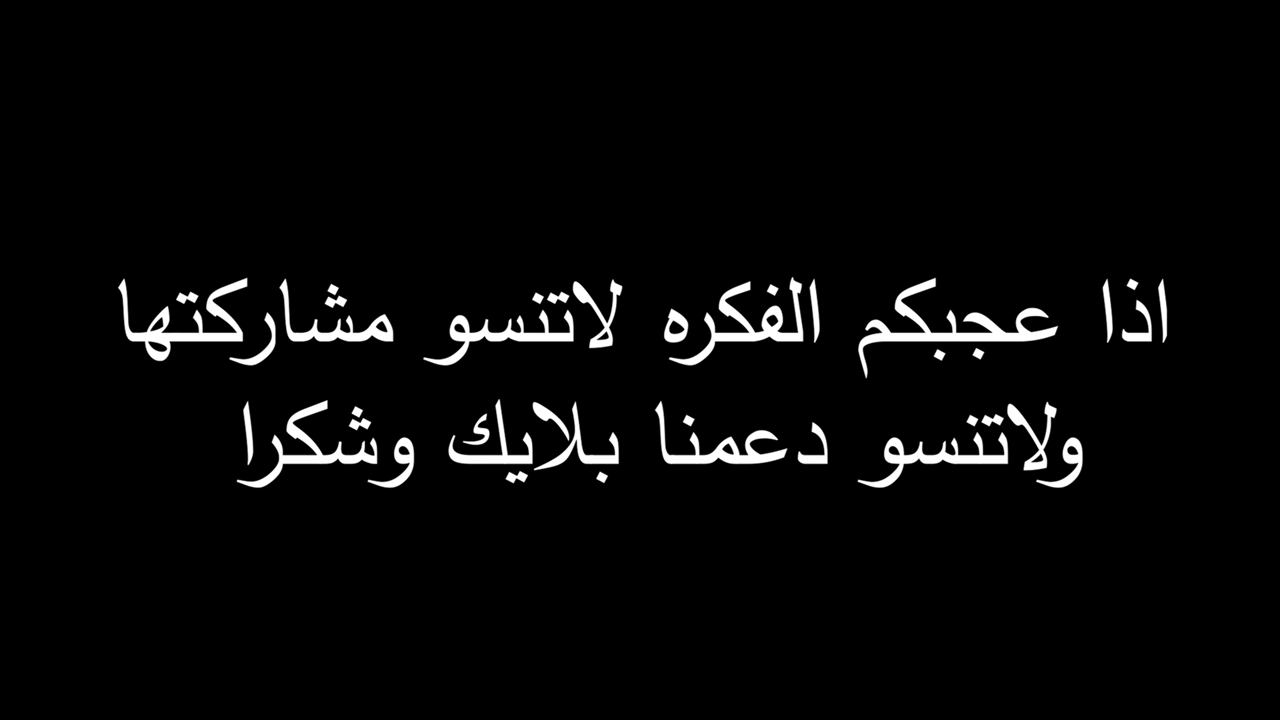 اذا عجبكم الفكره لاتنسو مشاركتها
ولاتنسو دعمنا بلايك وشكرا